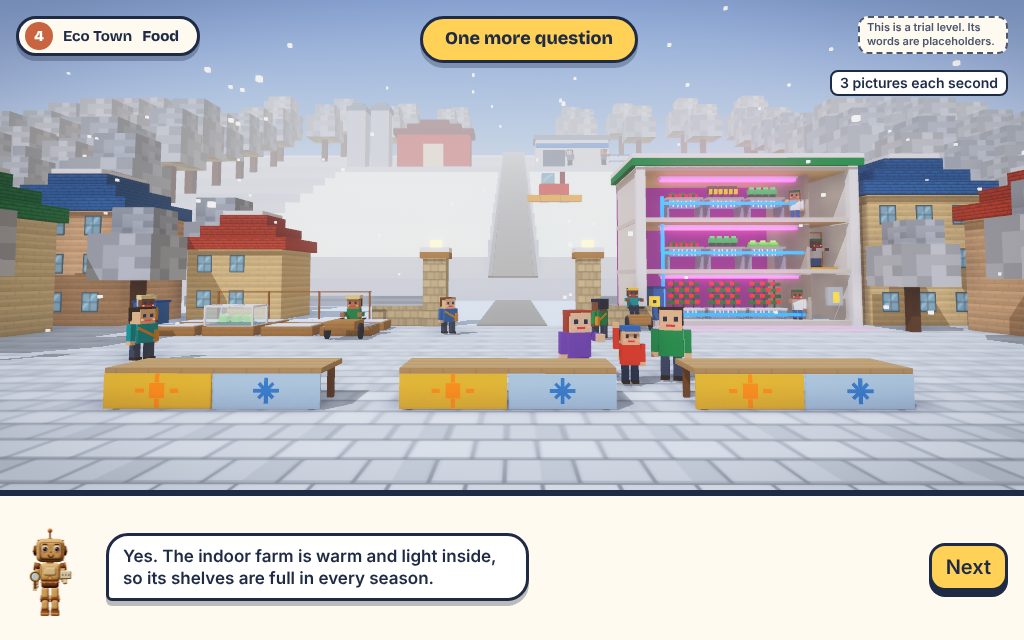 4 Eco Town Food
One more question
This is a trial level. Its
words are placeholders.
3 pictures each second
Yes. The indoor farm is warm and light inside,
so its shelves are full in every season.
Next